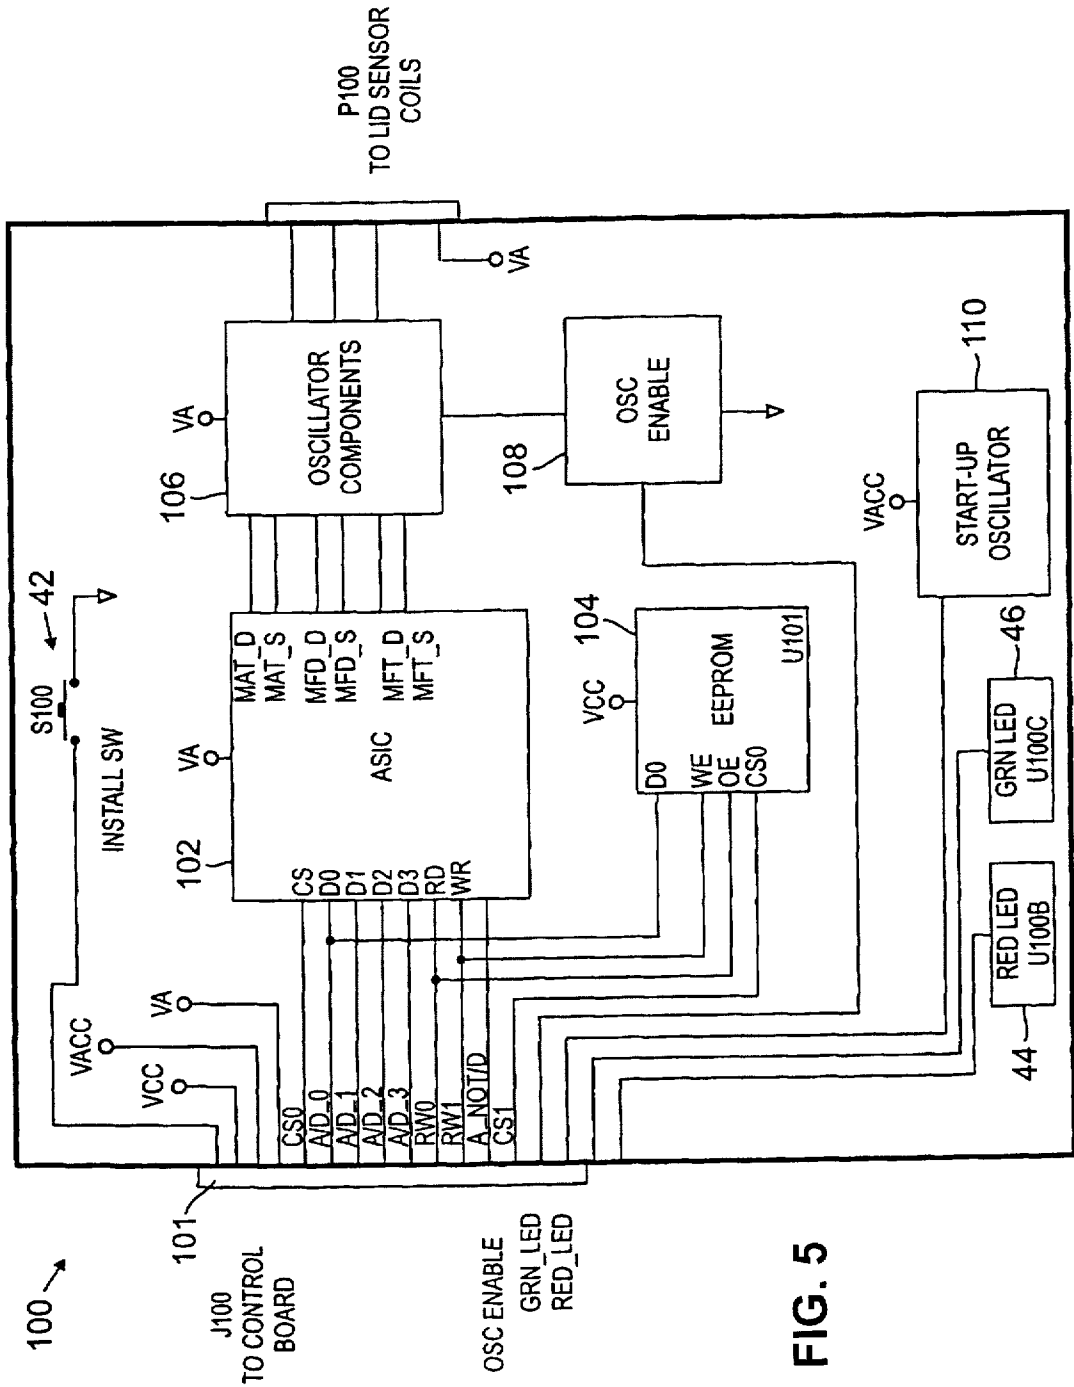 100
J100
TO CONTROL
BOARD
101
OSC ENABLE
GRN_LED
RED_LED
VCC
VACC
VA
CS0
A/D_0
A/D_1
A/D_2
A/D_3
RW0
RW1
A_NOT/D
CS1
INSTALL SW
S100
42
102
VA
CS
D0
D1
D2
D3
RD
WR
ASIC
MAT_D
MAT_S
MFD_D
MFD_S
MFT_D
MFT_S
106
VA
OSCILLATOR
COMPONENTS
P100
TO LID SENSOR
COILS
VA
104
VCC
D0
WE
OE
CS0
EEPROM
U101
108
OSC
ENABLE
VACC
START-UP
OSCILLATOR
110
RED LED
U100B
44
GRN LED
U100C
46
FIG. 5